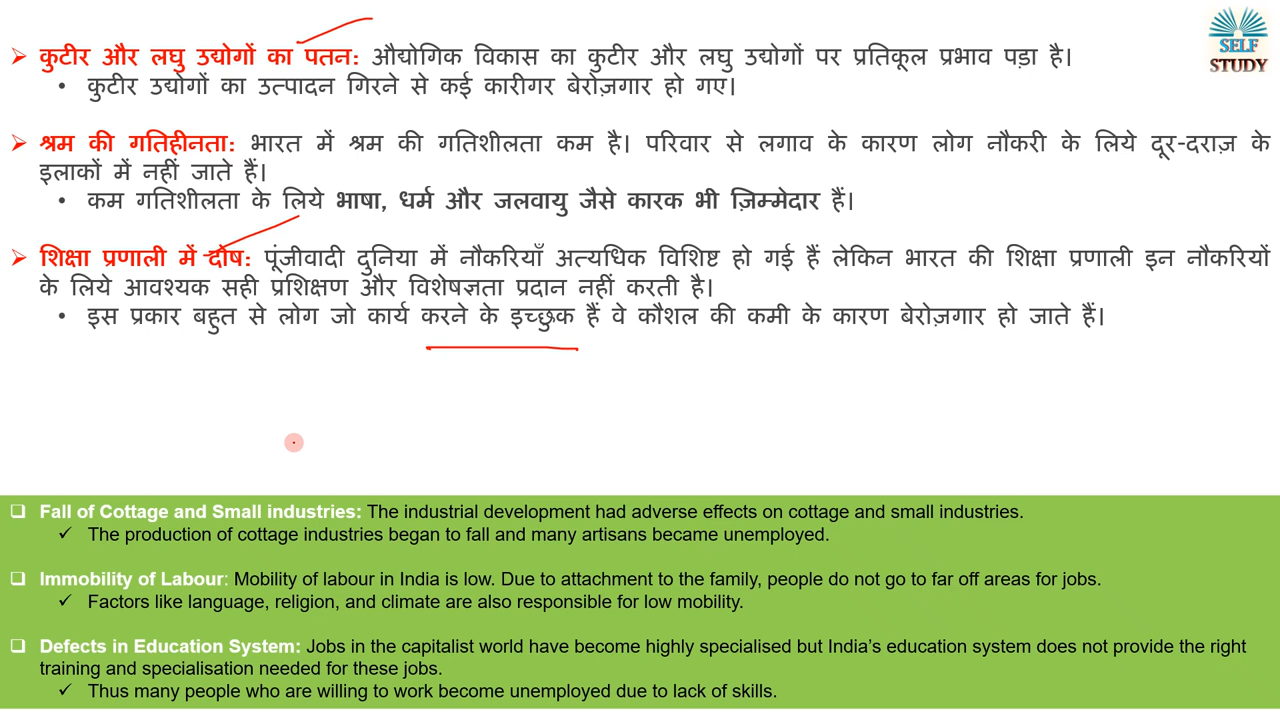 SELF
STUDY
➢ कुटीर और लघु उद्योगों का पतन: औद्योगिक विकास का कुटीर और लघु उद्योगों पर प्रतिकूल प्रभाव पड़ा है।
• कुटीर उद्योगों का उत्पादन गिरने से कई कारीगर बेरोज़गार हो गए।
➢ श्रम की गतिहीनता: भारत में श्रम की गतिशीलता कम है। परिवार से लगाव के कारण लोग नौकरी के लिये दूर-दराज़ के
इलाकों में नहीं जाते हैं।
• कम गतिशीलता के लिये भाषा, धर्म और जलवायु जैसे कारक भी ज़िम्मेदार हैं।
➢ शिक्षा प्रणाली में दोष: पूंजीवादी दुनिया में नौकरियाँ अत्यधिक विशिष्ट हो गई हैं लेकिन भारत की शिक्षा प्रणाली इन नौकरियों
के लिये आवश्यक सही प्रशिक्षण और विशेषज्ञता प्रदान नहीं करती है।
• इस प्रकार बहुत से लोग जो कार्य करने के इच्छुक हैं वे कौशल की कमी के कारण बेरोज़गार हो जाते हैं।
❑ Fall of Cottage and Small industries: The industrial development had adverse effects on cottage and small industries.
✓ The production of cottage industries began to fall and many artisans became unemployed.
❑ Immobility of Labour: Mobility of labour in India is low. Due to attachment to the family, people do not go to far off areas for jobs.
✓ Factors like language, religion, and climate are also responsible for low mobility.
❑ Defects in Education System: Jobs in the capitalist world have become highly specialised but India’s education system does not provide the right
training and specialisation needed for these jobs.
✓ Thus many people who are willing to work become unemployed due to lack of skills.